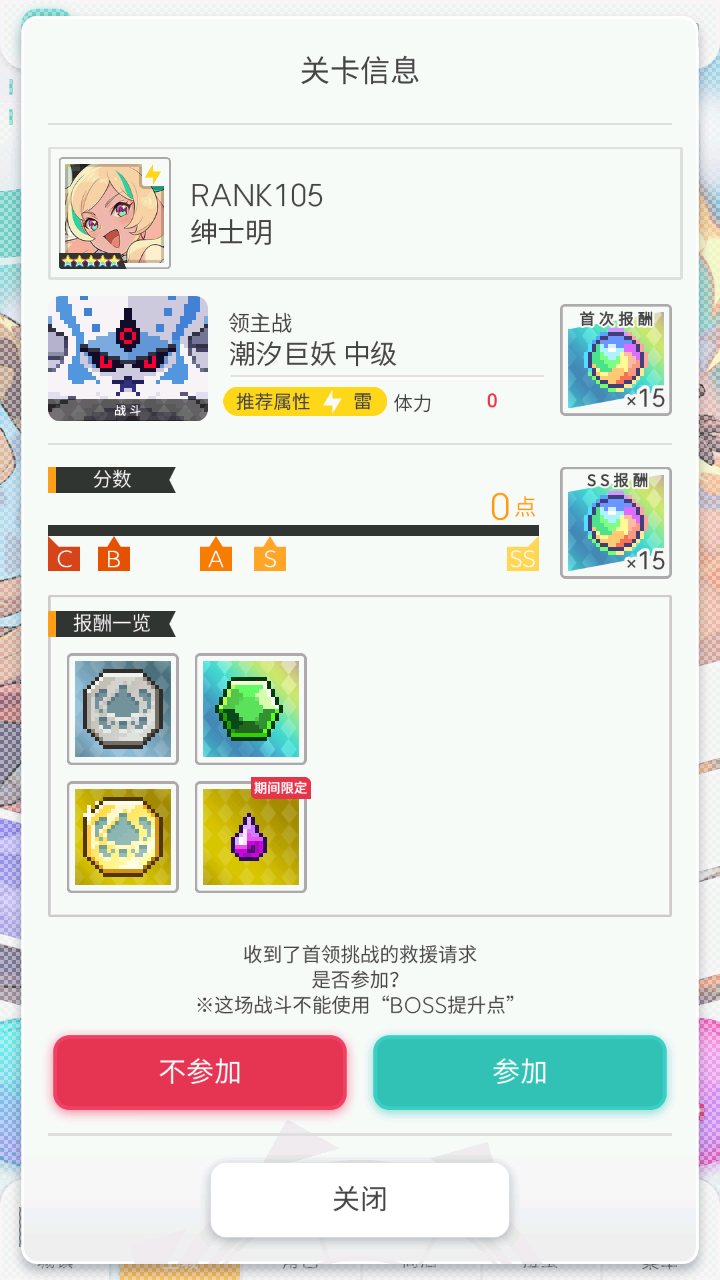 关卡信息
RANK105
绅士明
领主战
潮汐巨妖 中级
战斗
推荐属性 雷 体力 0
首次报酬
×15
分数
0点
C B A S SS
SS报酬
×15
报酬一览
期间限定
收到了首领挑战的救援请求
是否参加?
※这场战斗不能使用“BOSS提升点”
不参加
参加
关闭